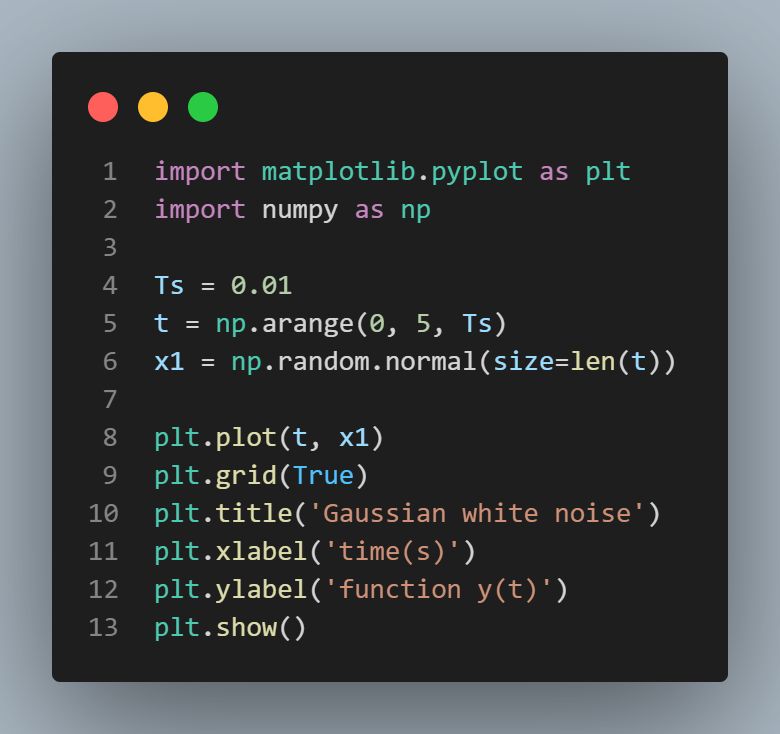 1 import matplotlib.pyplot as plt
2 import numpy as np
3
4 Ts = 0.01
5 t = np.arange(0, 5, Ts)
6 x1 = np.random.normal(size=len(t))
7
8 plt.plot(t, x1)
9 plt.grid(True)
10 plt.title('Gaussian white noise')
11 plt.xlabel('time(s)')
12 plt.ylabel('function y(t)')
13 plt.show()